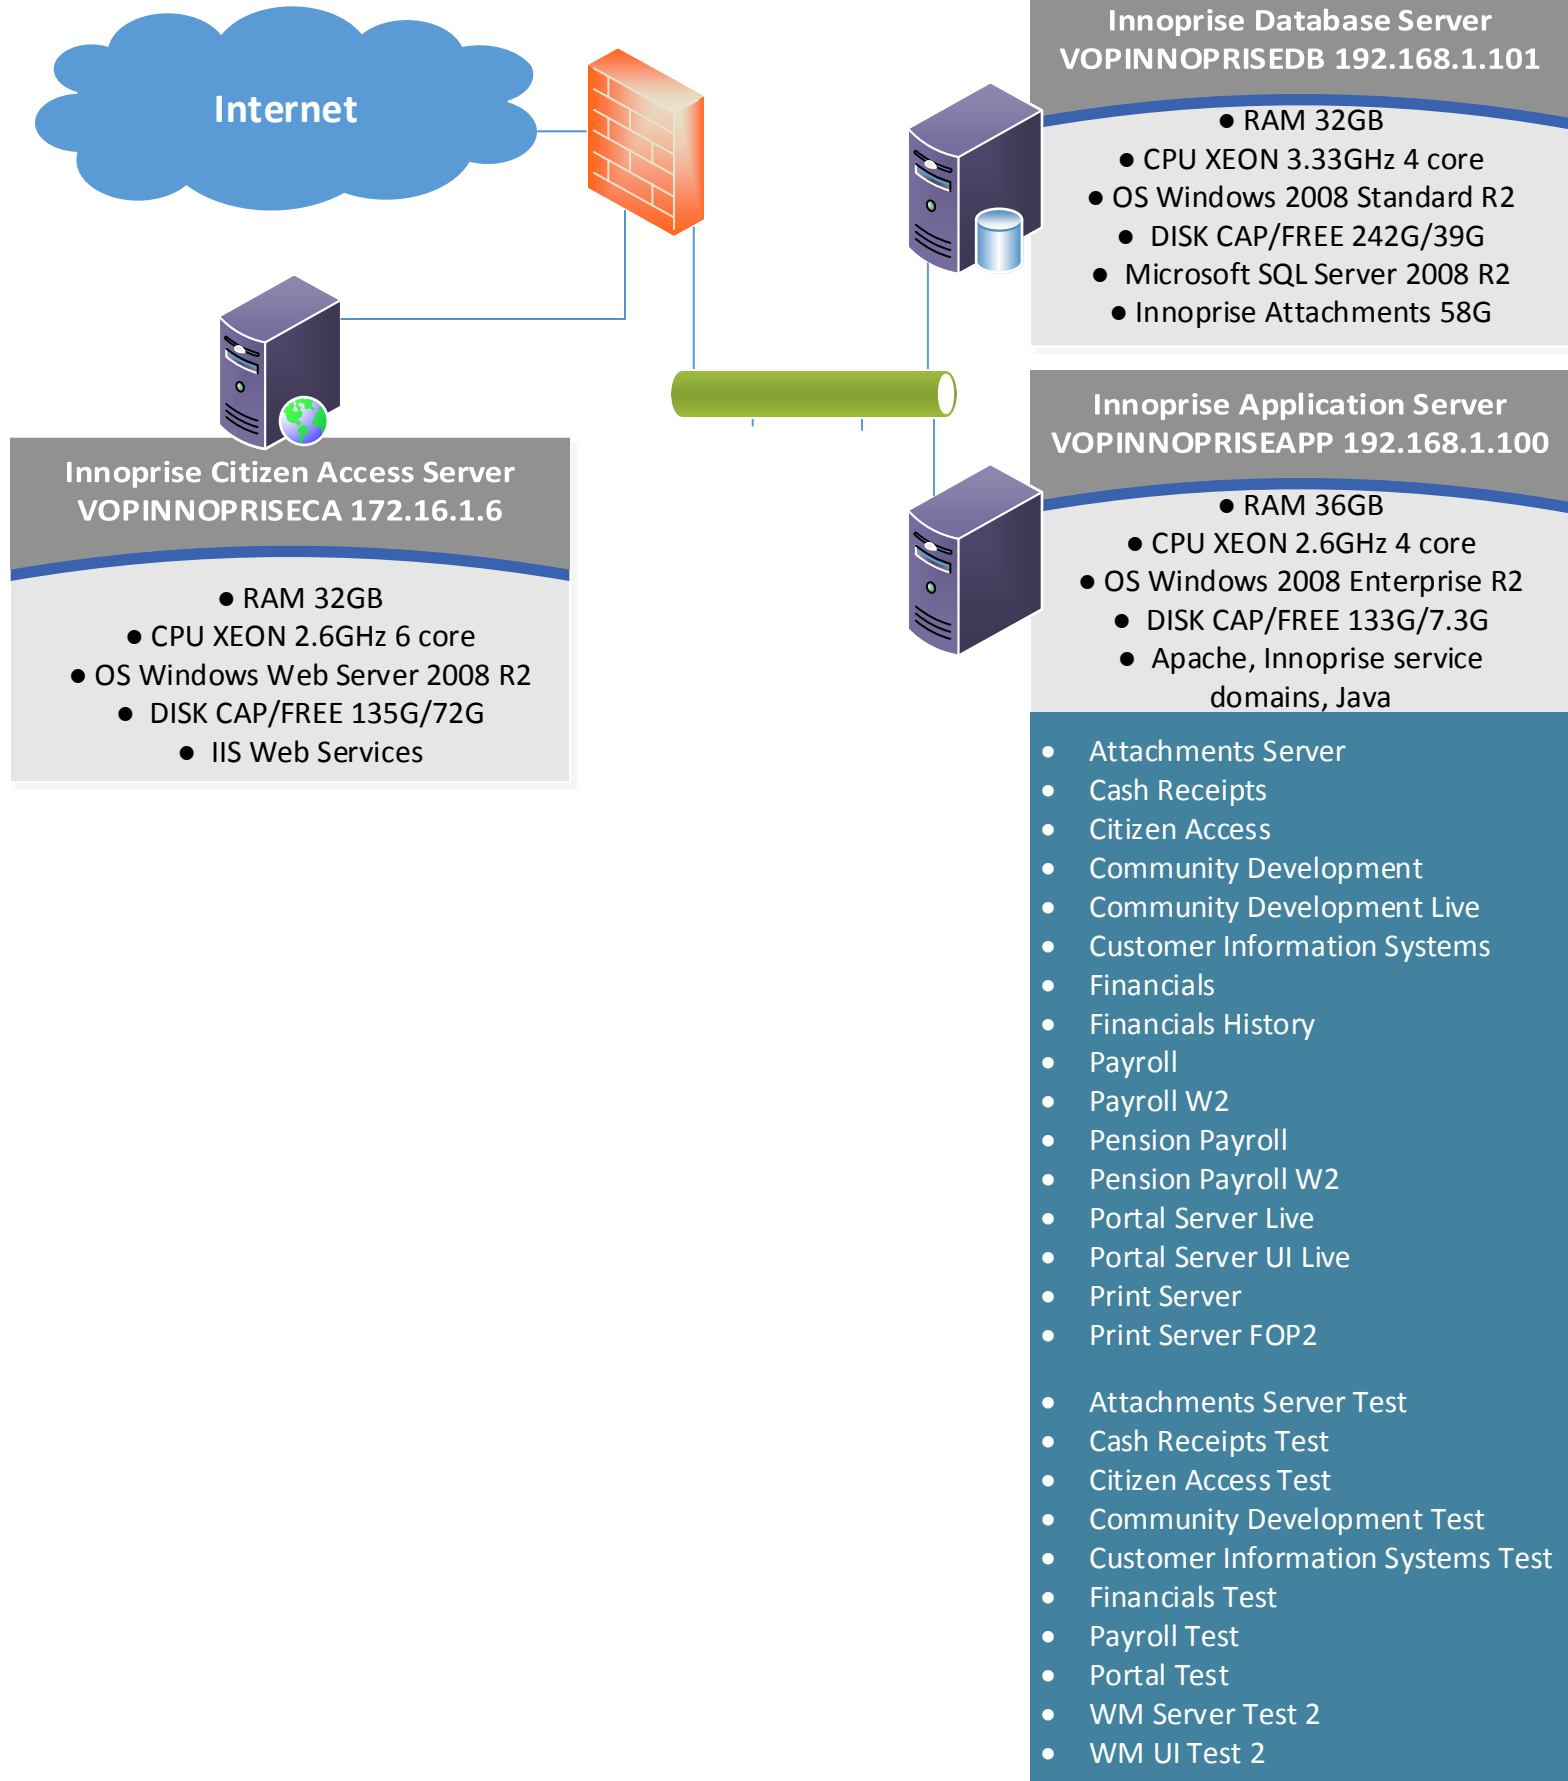 Internet
Innoprise Database Server
VOPINNOPRISEDB 192.168.1.101
● RAM 32GB
● CPU XEON 3.33GHz 4 core
● OS Windows 2008 Standard R2
● DISK CAP/FREE 242G/39G
● Microsoft SQL Server 2008 R2
● Innoprise Attachments 58G
Innoprise Citizen Access Server
VOPINNOPRISECA 172.16.1.6
● RAM 32GB
● CPU XEON 2.6GHz 6 core
● OS Windows Web Server 2008 R2
● DISK CAP/FREE 135G/72G
● IIS Web Services
Innoprise Application Server
VOPINNOPRISEAPP 192.168.1.100
● RAM 36GB
● CPU XEON 2.6GHz 4 core
● OS Windows 2008 Enterprise R2
● DISK CAP/FREE 133G/7.3G
● Apache, Innoprise service
domains, Java
• Attachments Server
• Cash Receipts
• Citizen Access
• Community Development
• Community Development Live
• Customer Information Systems
• Financials
• Financials History
• Payroll
• Payroll W2
• Pension Payroll
• Pension Payroll W2
• Portal Server Live
• Portal Server UI Live
• Print Server
• Print Server FOP2
• Attachments Server Test
• Cash Receipts Test
• Citizen Access Test
• Community Development Test
• Customer Information Systems Test
• Financials Test
• Payroll Test
• Portal Test
• WM Server Test 2
• WM UI Test 2